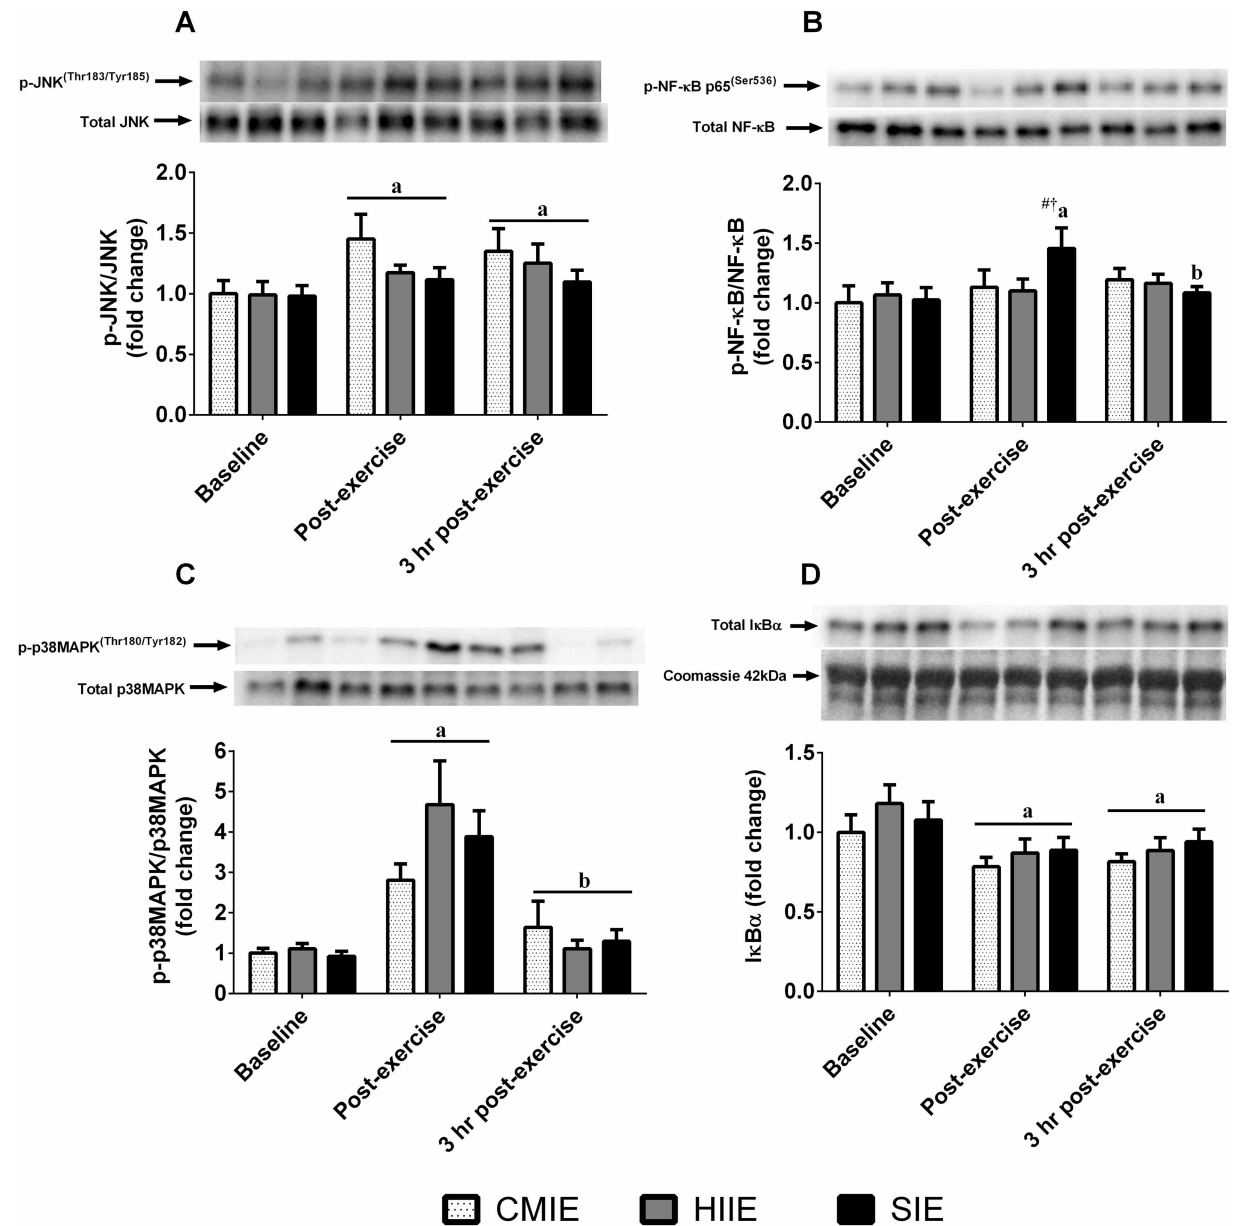 A
p-JNK(Thr183/Tyr185)
Total JNK
p-JNK/JNK
(fold change)
2.0
1.5
1.0
0.5
0.0
a
a
Baseline
Post-exercise
3 hr post-exercise
B
p-NF-κB p65(Ser536)
Total NF-κB
p-NF-κB/NF-κB
(fold change)
2.0
1.5
1.0
0.5
0.0
#†a
b
Baseline
Post-exercise
3 hr post-exercise
C
p-p38MAPK(Thr180/Tyr182)
Total p38MAPK
p-p38MAPK/p38MAPK
(fold change)
6
5
4
3
2
1
0
a
b
Baseline
Post-exercise
3 hr post-exercise
D
Total IκBα
Coomassie 42kDa
IκBα (fold change)
1.5
1.0
0.5
0.0
a
a
Baseline
Post-exercise
3 hr post-exercise
CMIE HIIE SIE